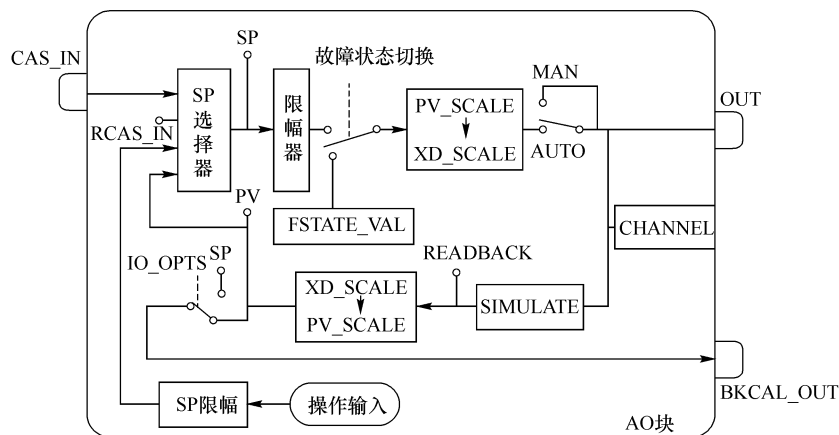 SP
CAS_IN
故障状态切换
SP
选
择
器
限
幅
器
MAN
PV_SCALE
XD_SCALE
OUT
RCAS_IN
AUTO
PV
FSTATE_VAL
CHANNEL
SP
IO_OPTS
READBACK
XD_SCALE
PV_SCALE
SIMULATE
BKCAL_OUT
SP限幅
操作输入
AO块